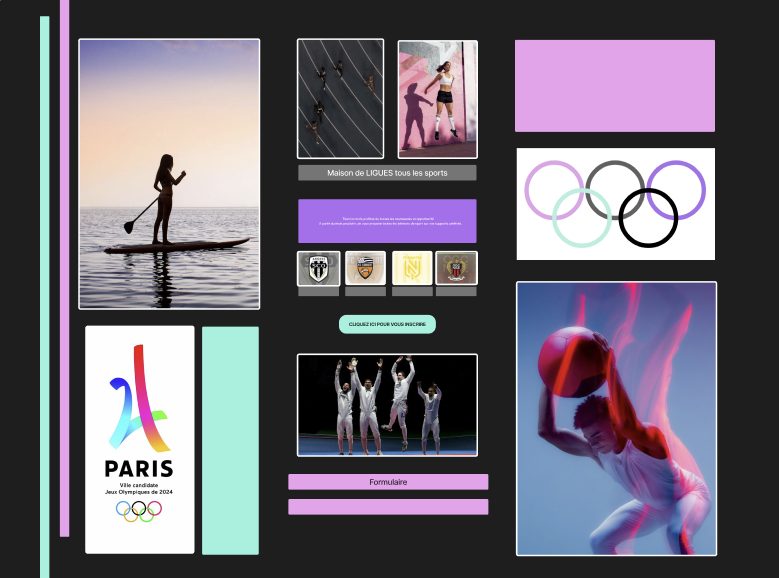 Maison de LIGUES tous les sports
CLIQUEZ ICI POUR VOUS INSCRIRE
PARIS
Ville candidate
Jeux Olympiques de 2024
Formulaire